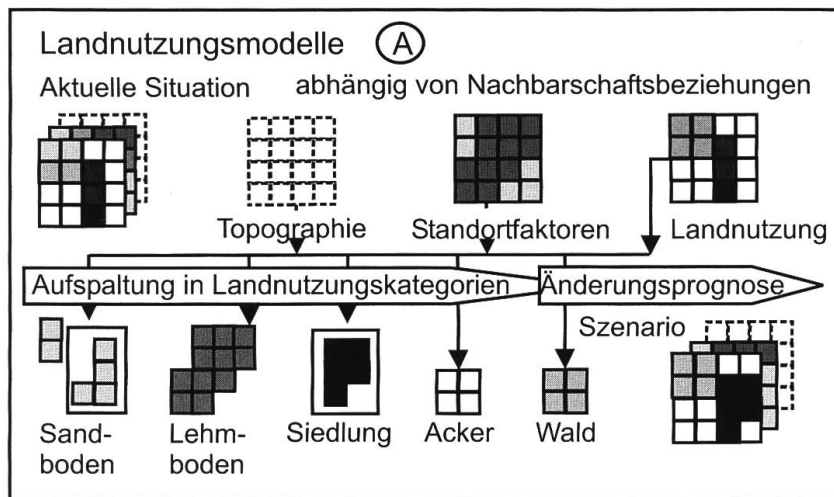 Landnutzungsmodelle A
Aktuelle Situation abhängig von Nachbarschaftsbeziehungen
Topographie Standortfaktoren Landnutzung
Aufspaltung in Landnutzungskategorien Änderungsprognose
Szenario
Sand-
boden
Lehm-
boden
Siedlung Acker Wald